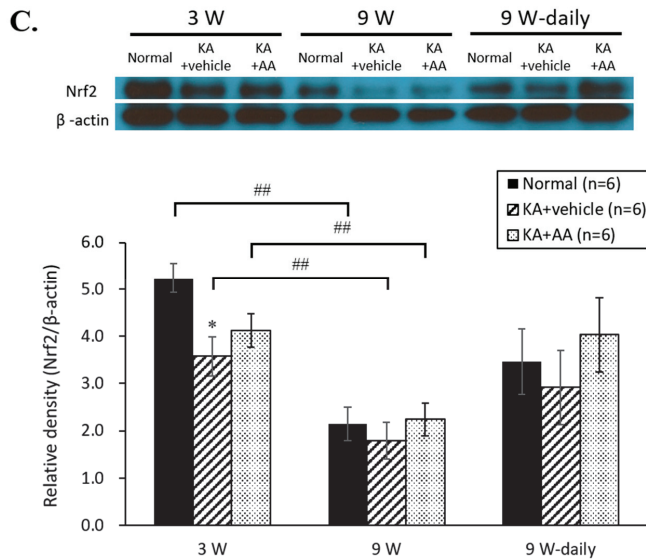 C.
3 W 9 W 9 W-daily
Normal KA +vehicle KA +AA Normal KA +vehicle KA +AA Normal KA +vehicle KA +AA
Nrf2
β -actin
Normal (n=6)
KA+vehicle (n=6)
KA+AA (n=6)
##
##
##
*
Relative density (Nrf2/β-actin)
6.0
5.0
4.0
3.0
2.0
1.0
0.0
3 W 9 W 9 W-daily